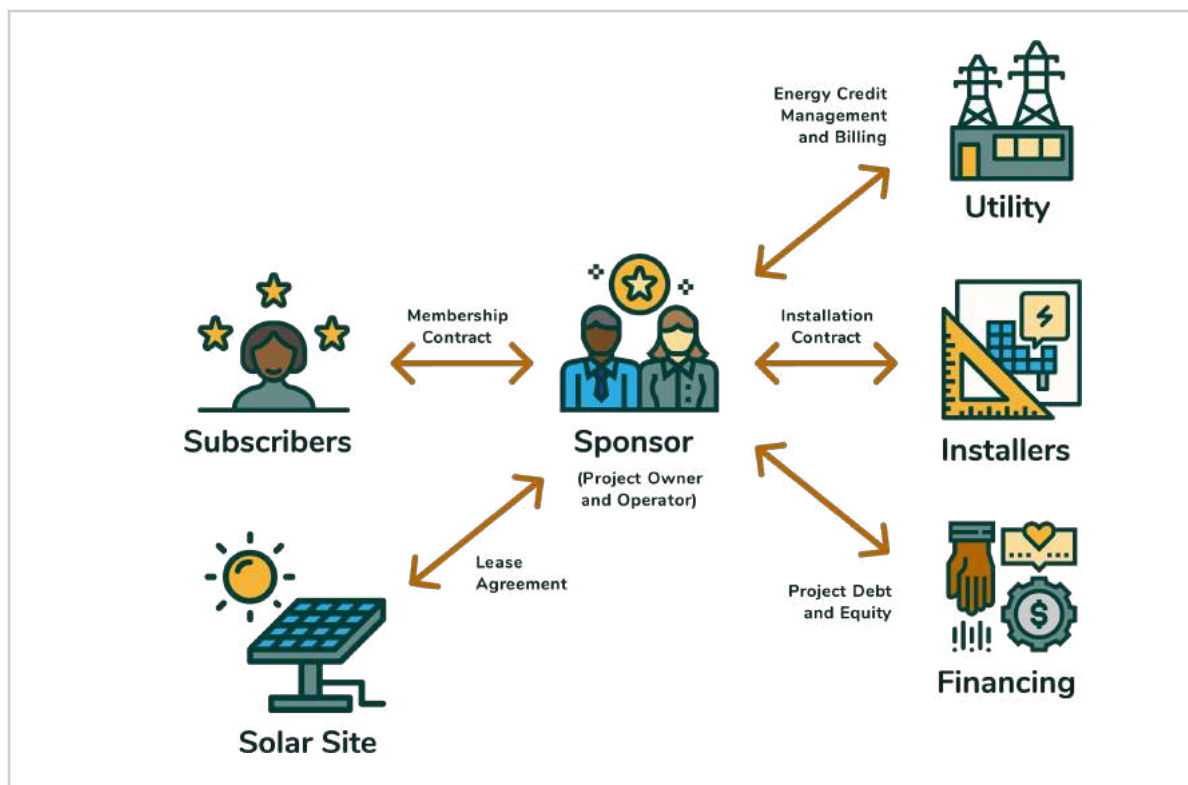 Energy Credit
Management
and Billing
Utility
Membership
Contract
Installation
Contract
Subscribers
Sponsor
(Project Owner
and Operator)
Installers
Lease
Agreement
Project Debt
and Equity
$
Financing
Solar Site